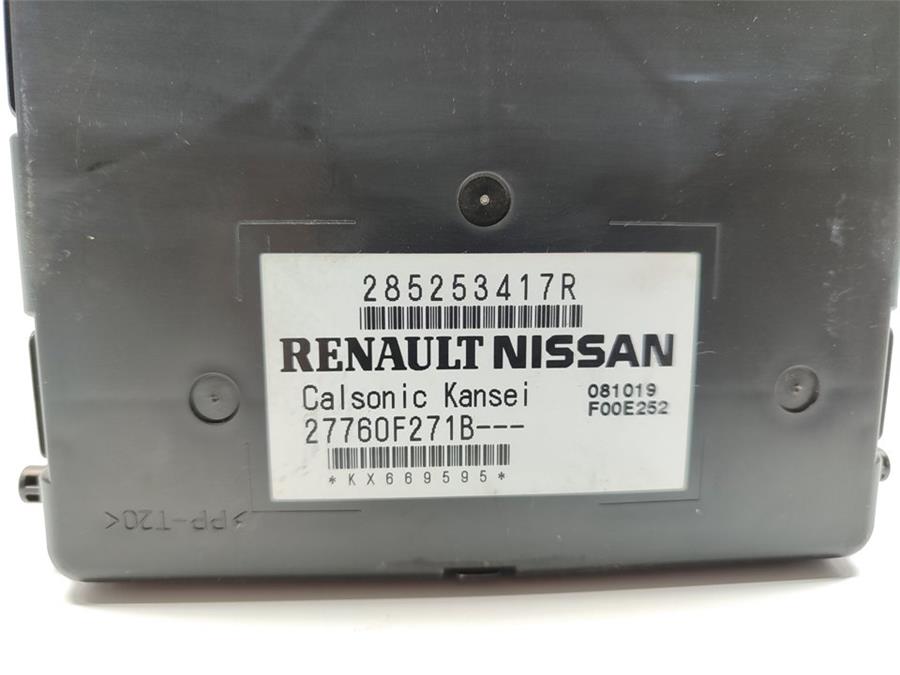 285253417R
RENAULT NISSAN
Calsonic Kansei
081019
F00E252
27760F271B---
*KX669595*
>PP-T20<